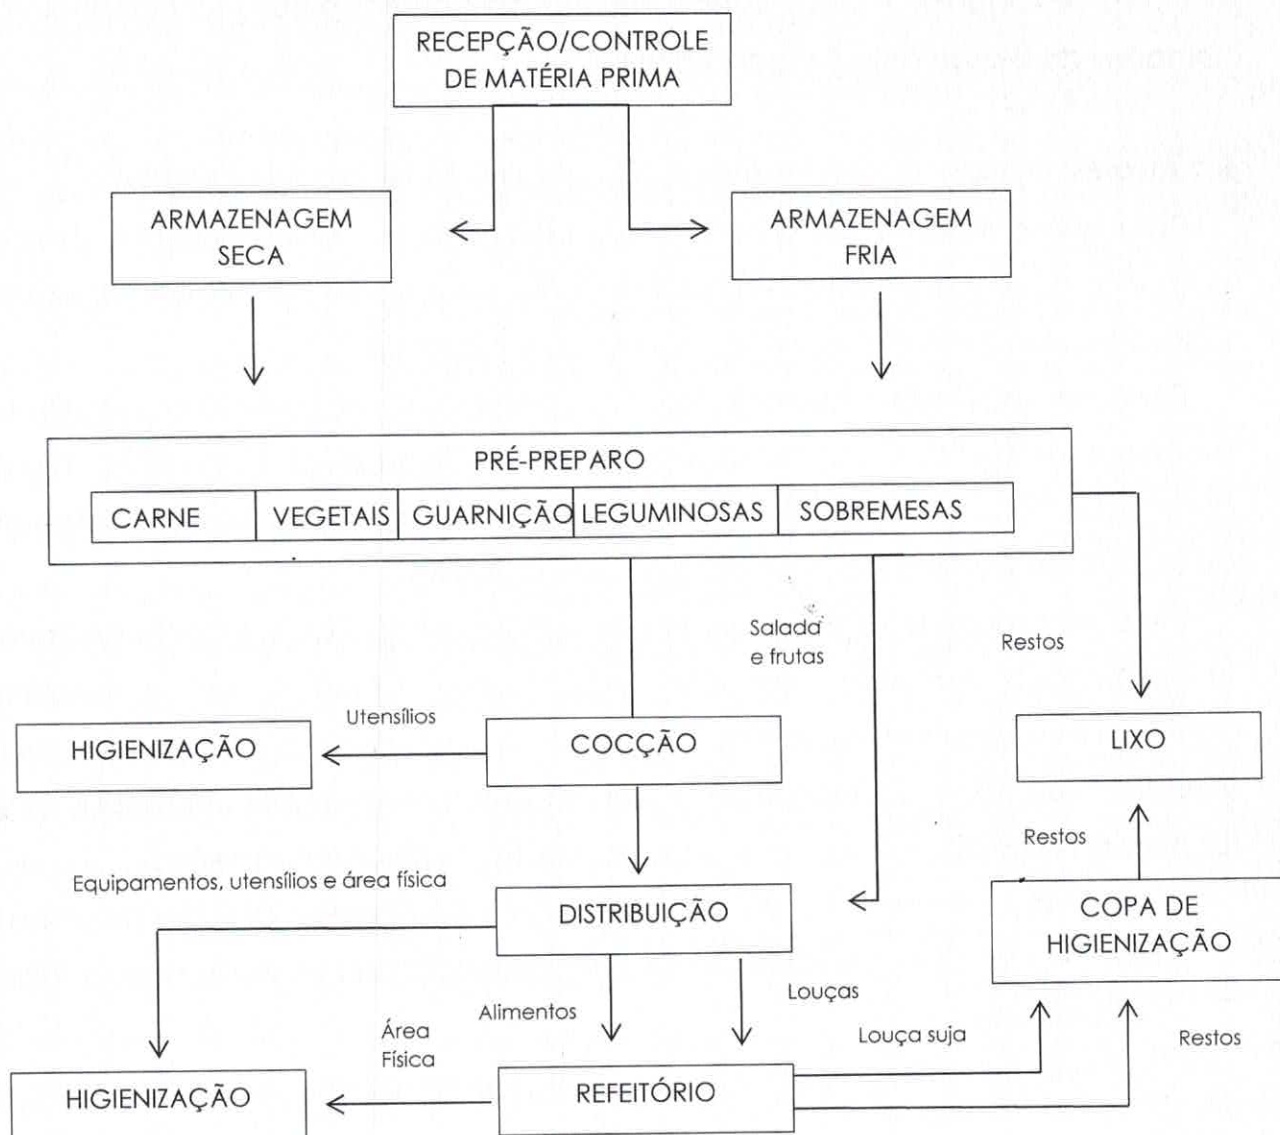 RECEPÇÃO/CONTROLE
DE MATÉRIA PRIMA
ARMAZENAGEM
SECA
ARMAZENAGEM
FRIA
PRÉ-PREPARO
CARNE
VEGETAIS
GUARNIÇÃO
LEGUMINOSAS
SOBREMESAS
Salada
e frutas
Restos
Utensílios
HIGIENIZAÇÃO
COCÇÃO
LIXO
Restos
Equipamentos, utensílios e área física
DISTRIBUIÇÃO
COPA DE
HIGIENIZAÇÃO
Alimentos
Louças
Área
Física
Louça suja
Restos
HIGIENIZAÇÃO
REFEITÓRIO